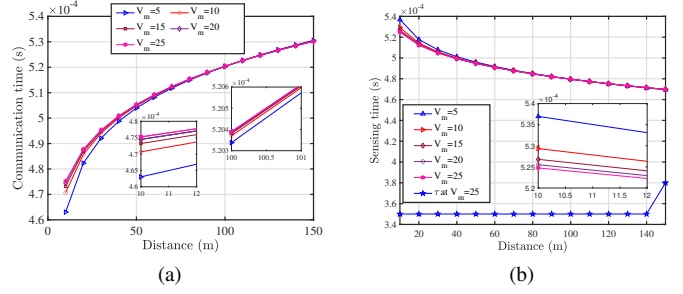 5.4 ×10⁻⁴
V_m=5 V_m=10
V_m=15 V_m=20
V_m=25
5.3
5.2
5.1
5
4.9
4.8
4.7
4.6
Communication time (s)
5.206 ×10⁻⁴
5.204
5.203
100 100.5 101
4.8 ×10⁻⁴
4.75
4.7
4.65
4.6
10 11 12
0 50 100 150
Distance (m)
(a)
5.4 ×10⁻⁴
5.2
5
4.8
4.6
4.4
4.2
4
3.8
3.6
3.4
Sensing time (s)
V_m=5
V_m=10
V_m=15
V_m=20
V_m=25
τ at V_m=25
5.4 ×10⁻⁴
5.35
5.3
5.25
5.2
10 11 12
20 40 60 80 100 120 140
Distance (m)
(b)